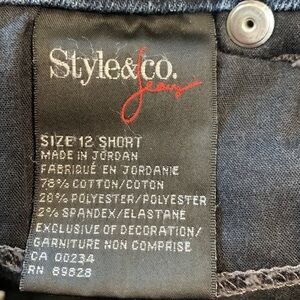 Style&co.
Jeans
SIZE 12 SHORT
MADE IN JORDAN
FABRIQUÉ EN JORDANIE
78% COTTON/COTON
20% POLYESTER/POLYESTER
2% SPANDEX/ELASTANE
EXCLUSIVE OF DECORATION/
GARNITURE NON COMPRISE
CA 00234
RN 89828